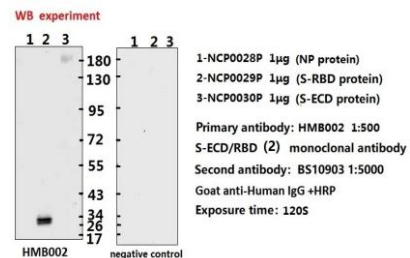 WB experiment
1 2 3
1 2 3
180
130
95
72
55
43
34
26
17
HMB002
negative control
1-NCP0028P 1μg (NP protein)
2-NCP0029P 1μg (S-RBD protein)
3-NCP0030P 1μg (S-ECD protein)
Primary antibody: HMB002 1:500
S-ECD/RBD (2) monoclonal antibody
Second antibody: BS10903 1:5000
Goat anti-Human IgG +HRP
Exposure time: 120S